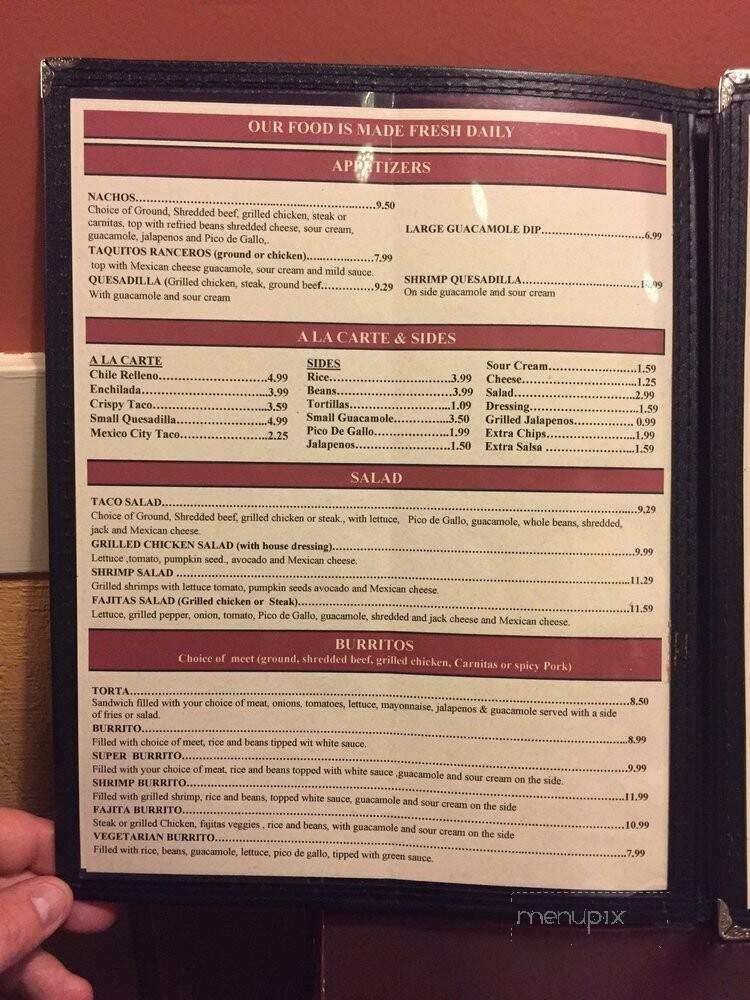 OUR FOOD IS MADE FRESH DAILY
APPETIZERS
NACHOS...9.50
Choice of Ground, Shredded beef, grilled chicken, steak or
carnitas, top with refried beans shredded cheese, sour cream,
guacamole, jalapenos and Pico de Gallo,.
TAQUITOS RANCEROS (ground or chicken)...7.99
top with Mexican cheese guacamole, sour cream and mild sauce.
QUESADILLA (Grilled chicken, steak, ground beef...9.29
With guacamole and sour cream
LARGE GUACAMOLE DIP...6.99
SHRIMP QUESADILLA...
On side guacamole and sour cream
A LA CARTE & SIDES
A LA CARTE
Chile Relleno...4.99
Enchilada...3.99
Crispy Taco...3.59
Small Quesadilla...4.99
Mexico City Taco...2.25
SIDES
Rice...3.99
Beans...3.99
Tortillas...1.09
Small Guacamole...3.50
Pico De Gallo...1.99
Jalapenos...1.50
Sour Cream...1.59
Cheese...1.25
Salad...2.99
Dressing...1.59
Grilled Jalapenos... 0.99
Extra Chips...1.99
Extra Salsa ...1.59
SALAD
TACO SALAD...9.29
Choice of Ground, Shredded beef, grilled chicken or steak., with lettuce, Pico de Gallo, guacamole, whole beans, shredded,
jack and Mexican cheese.
GRILLED CHICKEN SALAD (with house dressing)...9.99
Lettuce ,tomato, pumpkin seed., avocado and Mexican cheese.
SHRIMP SALAD ...11.29
Grilled shrimps with lettuce tomato, pumpkin seeds avocado and Mexican cheese.
FAJITAS SALAD (Grilled chicken or Steak)...11.59
Lettuce, grilled pepper, onion, tomato, Pico de Gallo, guacamole, shredded and jack cheese and Mexican cheese.
BURRITOS
Choice of meet (ground, shredded beef, grilled chicken, Carnitas or spicy Pork)
TORTA...8.50
Sandwich filled with your choice of meat, onions, tomatoes, lettuce, mayonnaise, jalapenos & guacamole served with a side
of fries or salad.
BURRITO...8.99
Filled with choice of meet, rice and beans tipped wit white sauce.
SUPER BURRITO...9.99
Filled with your choice of meat, rice and beans topped with white sauce ,guacamole and sour cream on the side.
SHRIMP BURRITO...11.99
Filled with grilled shrimp, rice and beans, topped white sauce, guacamole and sour cream on the side
FAJITA BURRITO...10.99
Steak or grilled Chicken, fajitas veggies , rice and beans, with guacamole and sour cream on the side
VEGETARIAN BURRITO...7.99
Filled with rice, beans, guacamole, lettuce, pico de gallo, tipped with green sauce.
menupix